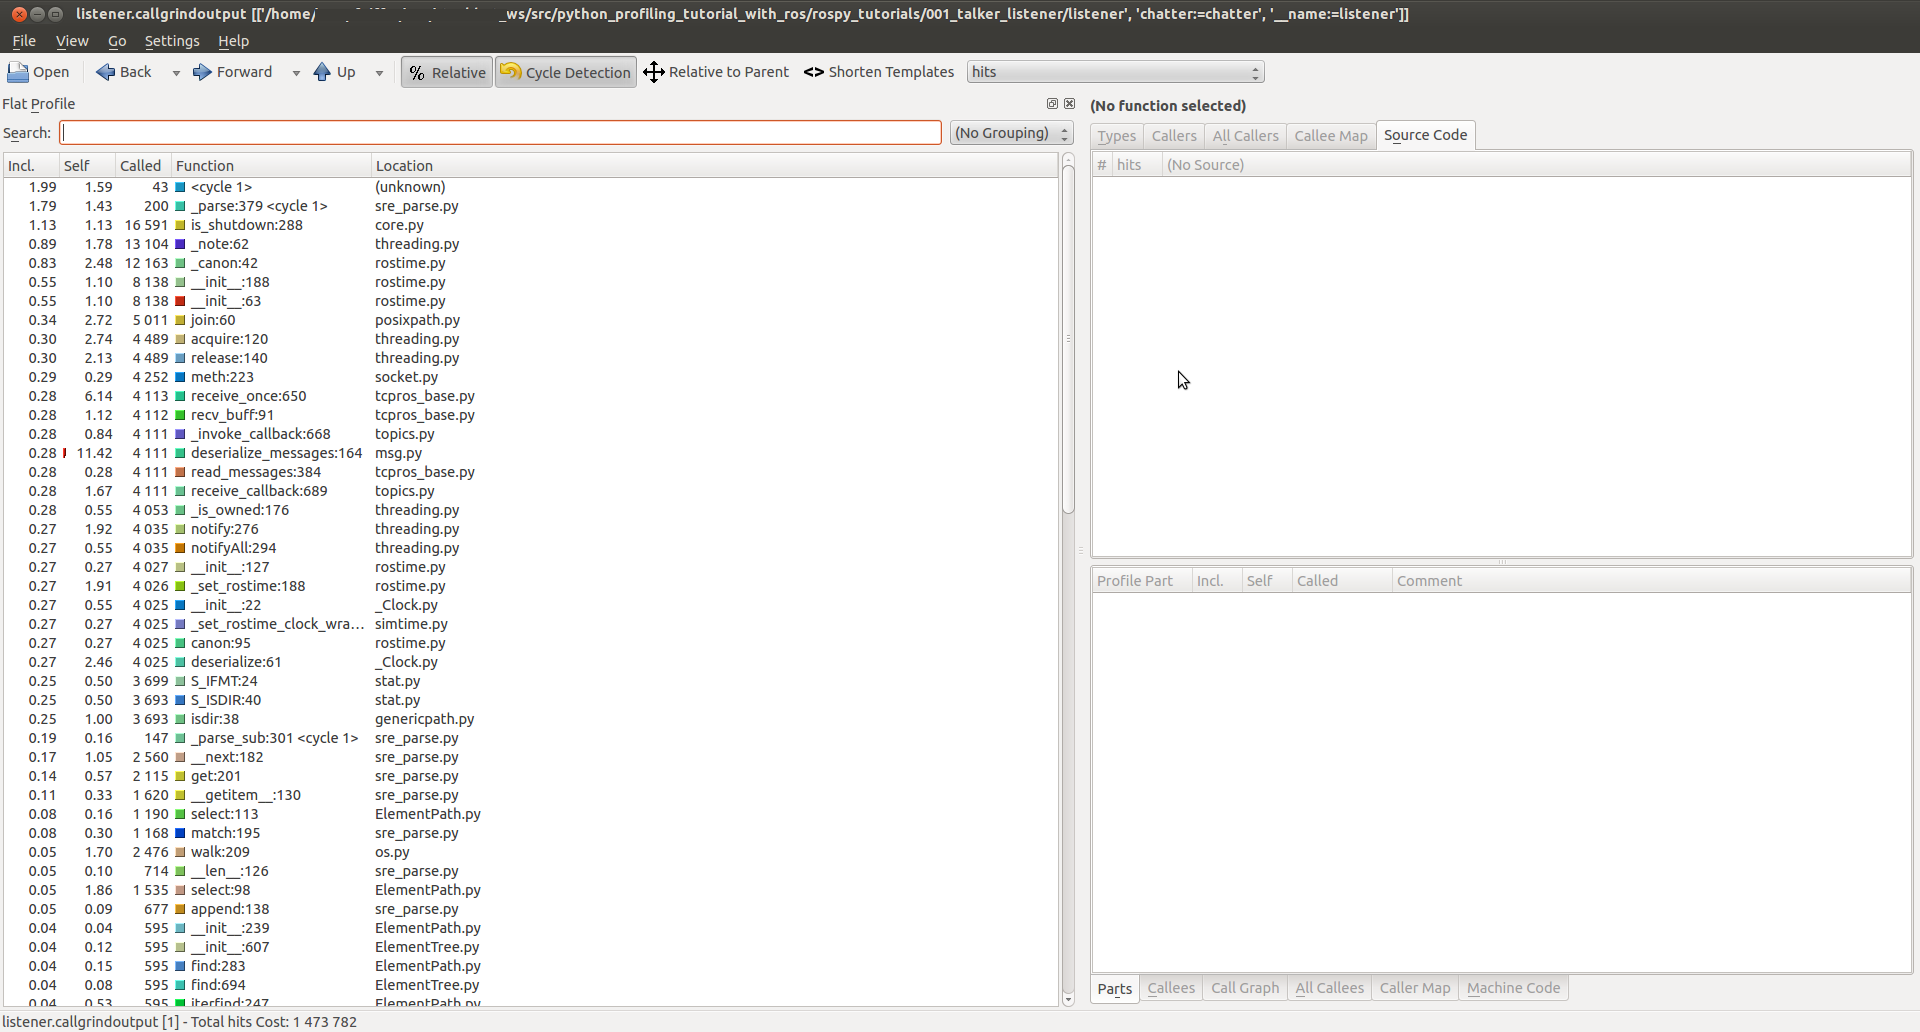 listener.callgrindoutput [['/home/ _ws/src/python_profiling_tutorial_with_ros/rospy_tutorials/001_talker_listener/listener', 'chatter:=chatter', '__name:=listener']]
File View Go Settings Help
Open Back Forward Up % Relative Cycle Detection Relative to Parent <> Shorten Templates hits
Flat Profile
Search: (No Grouping)
Incl. Self Called Function Location
1.99 1.59 43 <cycle 1> (unknown)
1.79 1.43 200 _parse:379 <cycle 1> sre_parse.py
1.13 1.13 16 591 is_shutdown:288 core.py
0.89 1.78 13 104 _note:62 threading.py
0.83 2.48 12 163 _canon:42 rostime.py
0.55 1.10 8 138 __init__:188 rostime.py
0.55 1.10 8 138 __init__:63 rostime.py
0.34 2.72 5 011 join:60 posixpath.py
0.30 2.74 4 489 acquire:120 threading.py
0.30 2.13 4 489 release:140 threading.py
0.29 0.29 4 252 meth:223 socket.py
0.28 6.14 4 113 receive_once:650 tcpros_base.py
0.28 1.12 4 112 recv_buff:91 tcpros_base.py
0.28 0.84 4 111 _invoke_callback:668 topics.py
0.28 11.42 4 111 deserialize_messages:164 msg.py
0.28 0.28 4 111 read_messages:384 tcpros_base.py
0.28 1.67 4 111 receive_callback:689 topics.py
0.28 0.55 4 053 _is_owned:176 threading.py
0.27 1.92 4 035 notify:276 threading.py
0.27 0.55 4 035 notifyAll:294 threading.py
0.27 0.27 4 027 __init__:127 rostime.py
0.27 1.91 4 026 _set_rostime:188 rostime.py
0.27 0.55 4 025 __init__:22 _Clock.py
0.27 0.27 4 025 _set_rostime_clock_wra... simtime.py
0.27 0.27 4 025 canon:95 rostime.py
0.27 2.46 4 025 deserialize:61 _Clock.py
0.25 0.50 3 699 S_IFMT:24 stat.py
0.25 0.50 3 693 S_ISDIR:40 stat.py
0.25 1.00 3 693 isdir:38 genericpath.py
0.19 0.16 147 _parse_sub:301 <cycle 1> sre_parse.py
0.17 1.05 2 560 __next:182 sre_parse.py
0.14 0.57 2 115 get:201 sre_parse.py
0.11 0.33 1 620 __getitem__:130 sre_parse.py
0.08 0.16 1 190 select:113 ElementPath.py
0.08 0.30 1 168 match:195 sre_parse.py
0.05 1.70 2 476 walk:209 os.py
0.05 0.10 714 __len__:126 sre_parse.py
0.05 1.86 1 535 select:98 ElementPath.py
0.05 0.09 677 append:138 sre_parse.py
0.04 0.04 595 __init__:239 ElementPath.py
0.04 0.12 595 __init__:607 ElementTree.py
0.04 0.15 595 find:283 ElementPath.py
0.04 0.08 595 find:694 ElementTree.py
0.04 0.53 595 iterfind:247 ElementPath.py
(No function selected)
Types Callers All Callers Callee Map Source Code
# hits (No Source)
Profile Part Incl. Self Called Comment
Parts Callees Call Graph All Callees Caller Map Machine Code
listener.callgrindoutput [1] - Total hits Cost: 1 473 782